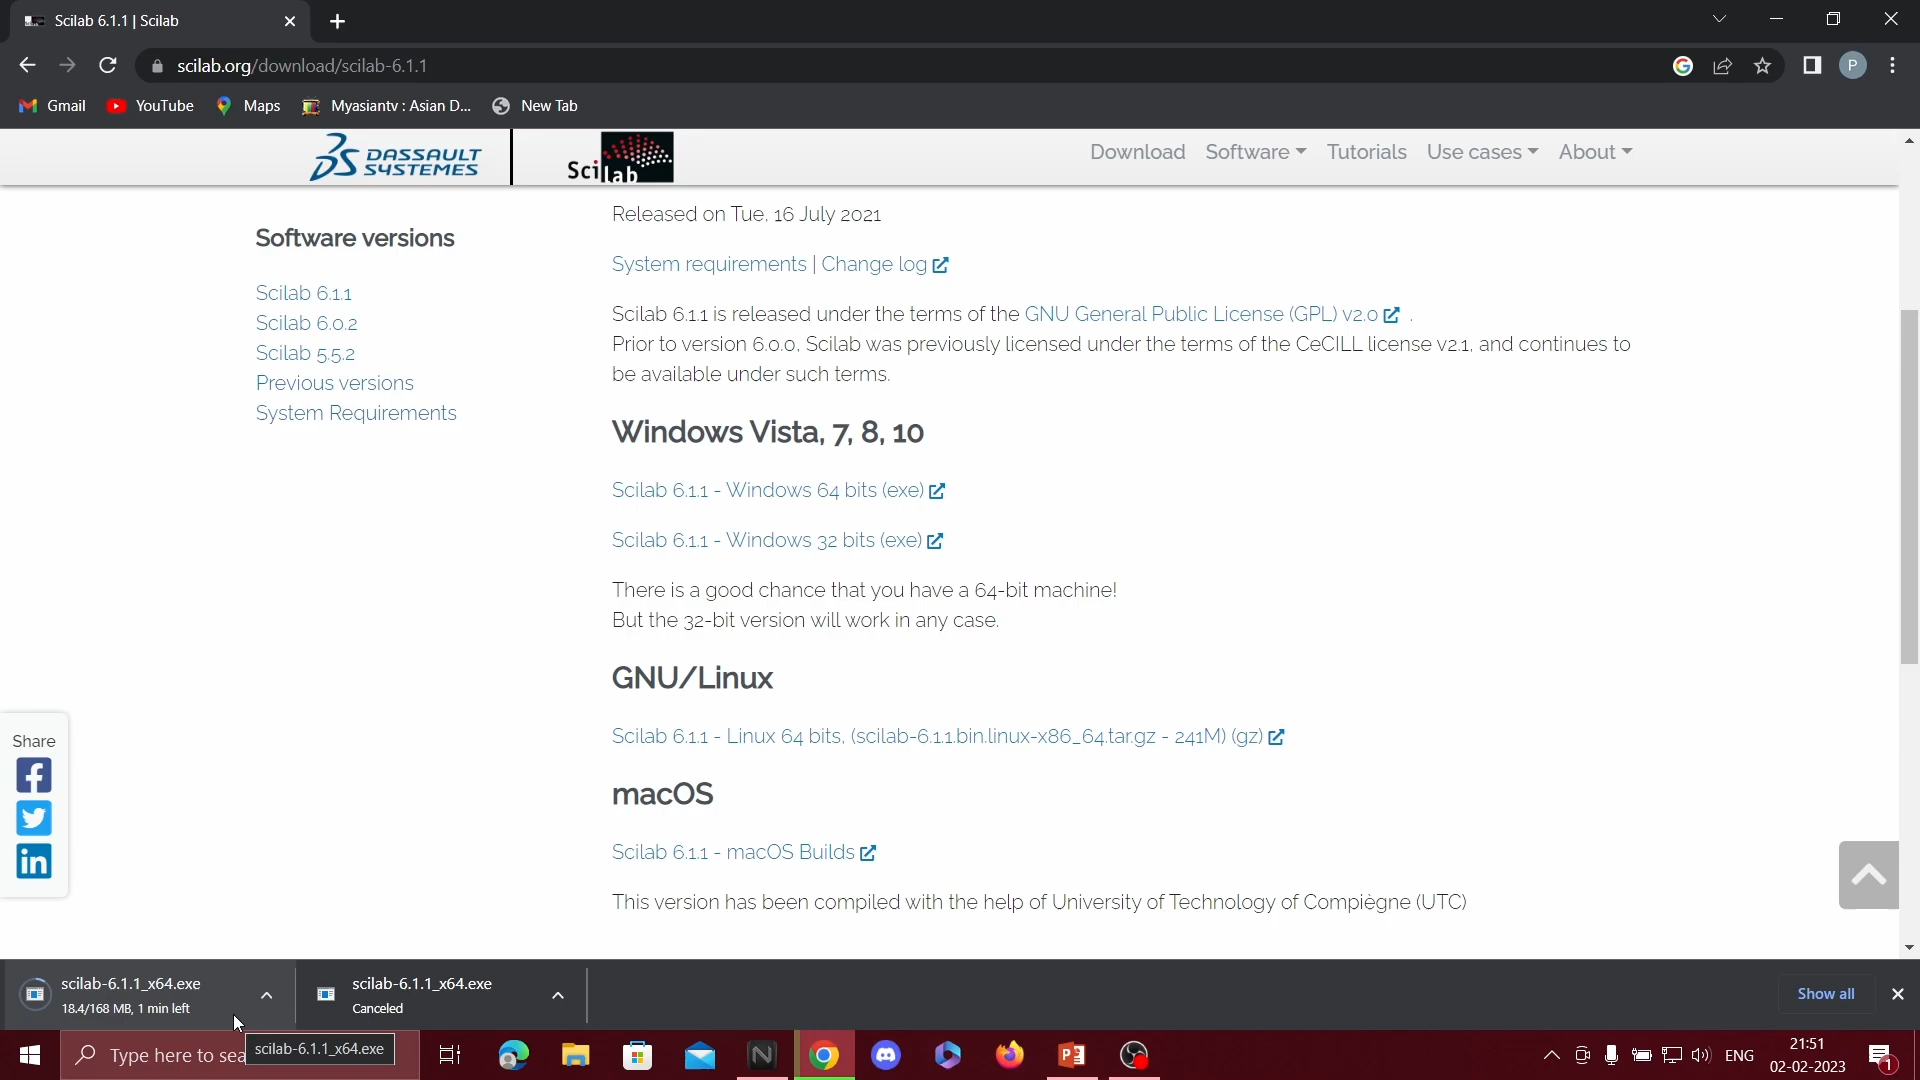 Scilab 6.1.1 | Scilab
scilab.org/download/scilab-6.1.1
P
Gmail YouTube Maps Myasiantv : Asian D... New Tab
DASSAULT SYSTEMES
Scilab
Download Software Tutorials Use cases About
Software versions
Scilab 6.1.1
Scilab 6.0.2
Scilab 5.5.2
Previous versions
System Requirements
Released on Tue, 16 July 2021
System requirements | Change log
Scilab 6.1.1 is released under the terms of the GNU General Public License (GPL) v2.0 .
Prior to version 6.0.0, Scilab was previously licensed under the terms of the CeCILL license v2.1, and continues to
be available under such terms.
Windows Vista, 7, 8, 10
Scilab 6.1.1 - Windows 64 bits (exe)
Scilab 6.1.1 - Windows 32 bits (exe)
There is a good chance that you have a 64-bit machine!
But the 32-bit version will work in any case.
GNU/Linux
Scilab 6.1.1 - Linux 64 bits, (scilab-6.1.1.bin.linux-x86_64.tar.gz - 241M) (gz)
macOS
Scilab 6.1.1 - macOS Builds
This version has been compiled with the help of University of Technology of Compiègne (UTC)
Share
scilab-6.1.1_x64.exe
18.4/168 MB, 1 min left
scilab-6.1.1_x64.exe
Canceled
Show all
Type here to sea
scilab-6.1.1_x64.exe
ENG
21:51
02-02-2023
1